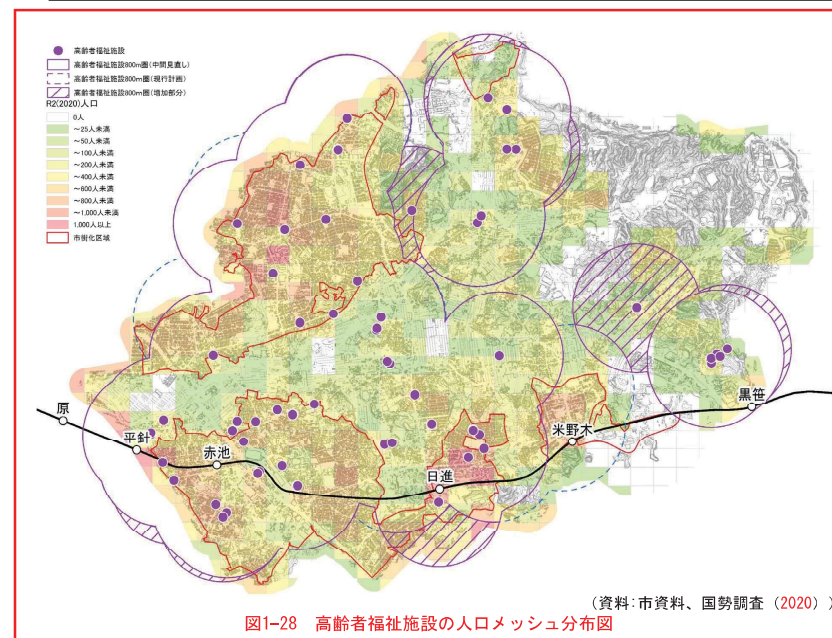 高齢者福祉施設
高齢者福祉施設800m圏(中間見直し)
高齢者福祉施設800m圏(現行計画)
高齢者福祉施設800m圏(増加部分)
R2(2020)人口
0人
～25人未満
～50人未満
～100人未満
～200人未満
～400人未満
～600人未満
～800人未満
～1,000人未満
1,000人以上
市街化区域
原
平針
赤池
日進
米野木
黒笹
（資料:市資料、国勢調査（2020））
図1-28 高齢者福祉施設の人口メッシュ分布図